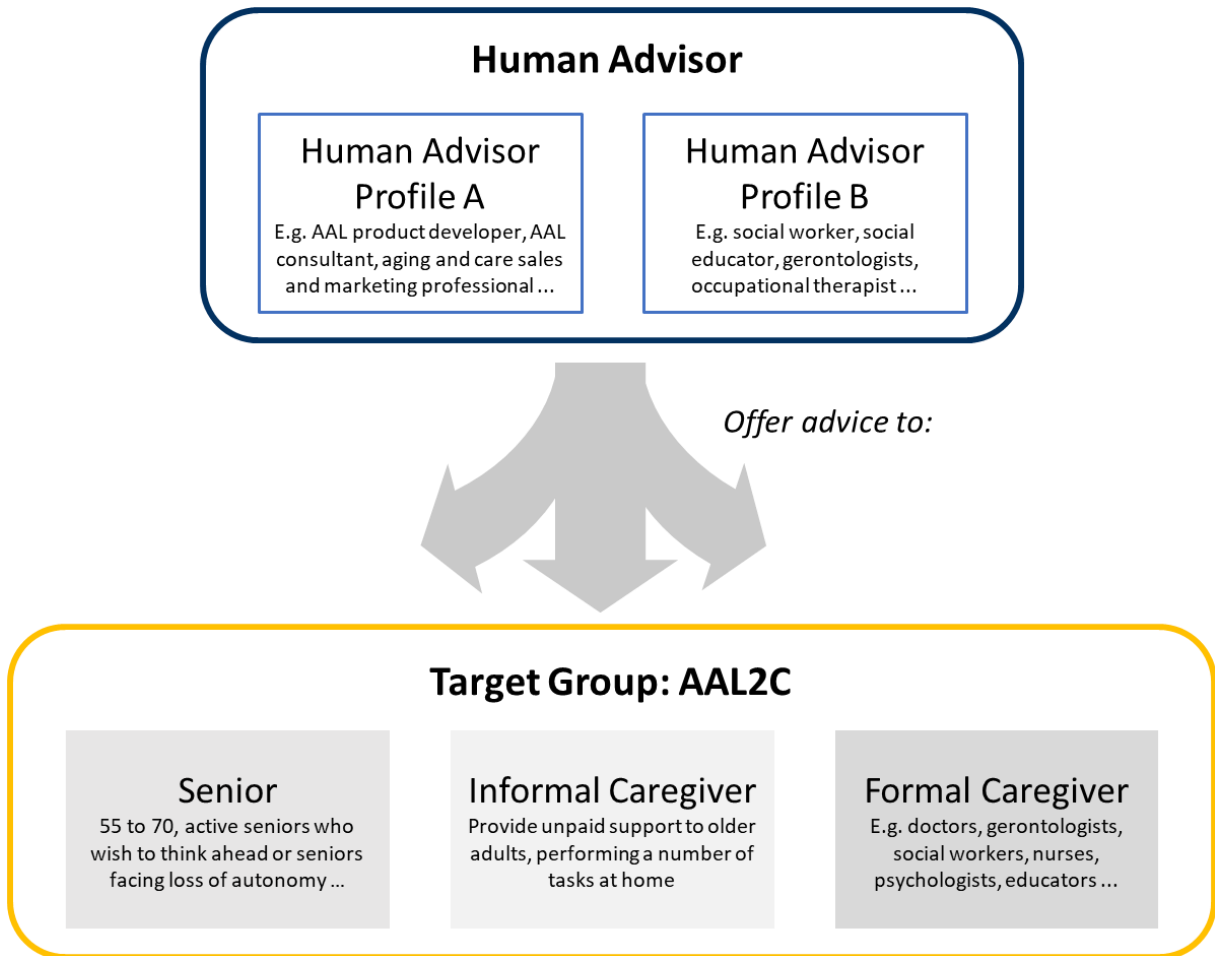 Human Advisor
Human Advisor
Profile A
E.g. AAL product developer, AAL
consultant, aging and care sales
and marketing professional ...
Human Advisor
Profile B
E.g. social worker, social
educator, gerontologists,
occupational therapist ...
Offer advice to:
Target Group: AAL2C
Senior
55 to 70, active seniors who
wish to think ahead or seniors
facing loss of autonomy ...
Informal Caregiver
Provide unpaid support to older
adults, performing a number of
tasks at home
Formal Caregiver
E.g. doctors, gerontologists,
social workers, nurses,
psychologists, educators ...